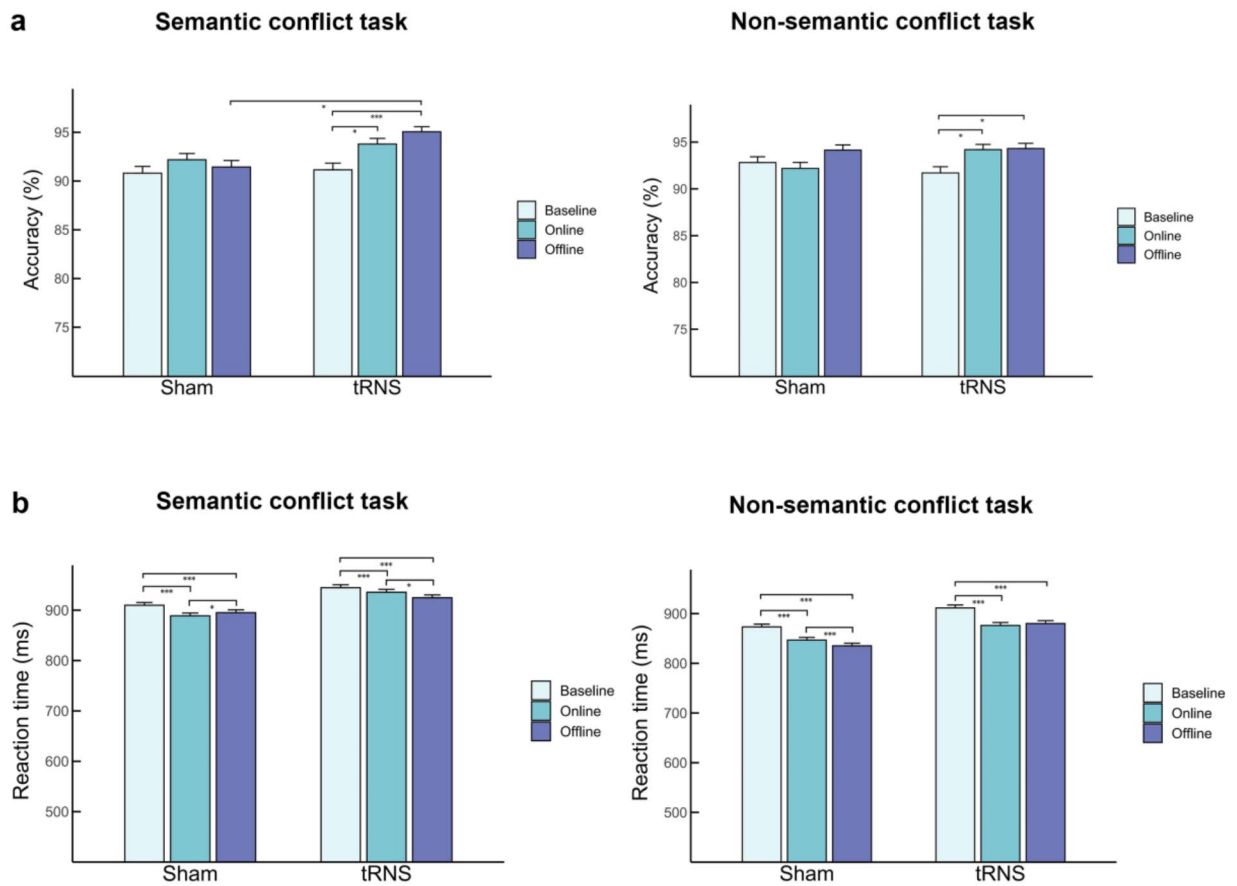 a
Semantic conflict task
Non-semantic conflict task
Accuracy (%)
95
90
85
80
75
*
***
*
Sham
tRNS
Baseline
Online
Offline
Accuracy (%)
95
90
85
80
75
*
*
Sham
tRNS
Baseline
Online
Offline
b
Semantic conflict task
Non-semantic conflict task
Reaction time (ms)
900
800
700
600
500
***
***
*
***
***
*
Sham
tRNS
Baseline
Online
Offline
Reaction time (ms)
900
800
700
600
500
***
***
***
***
***
Sham
tRNS
Baseline
Online
Offline